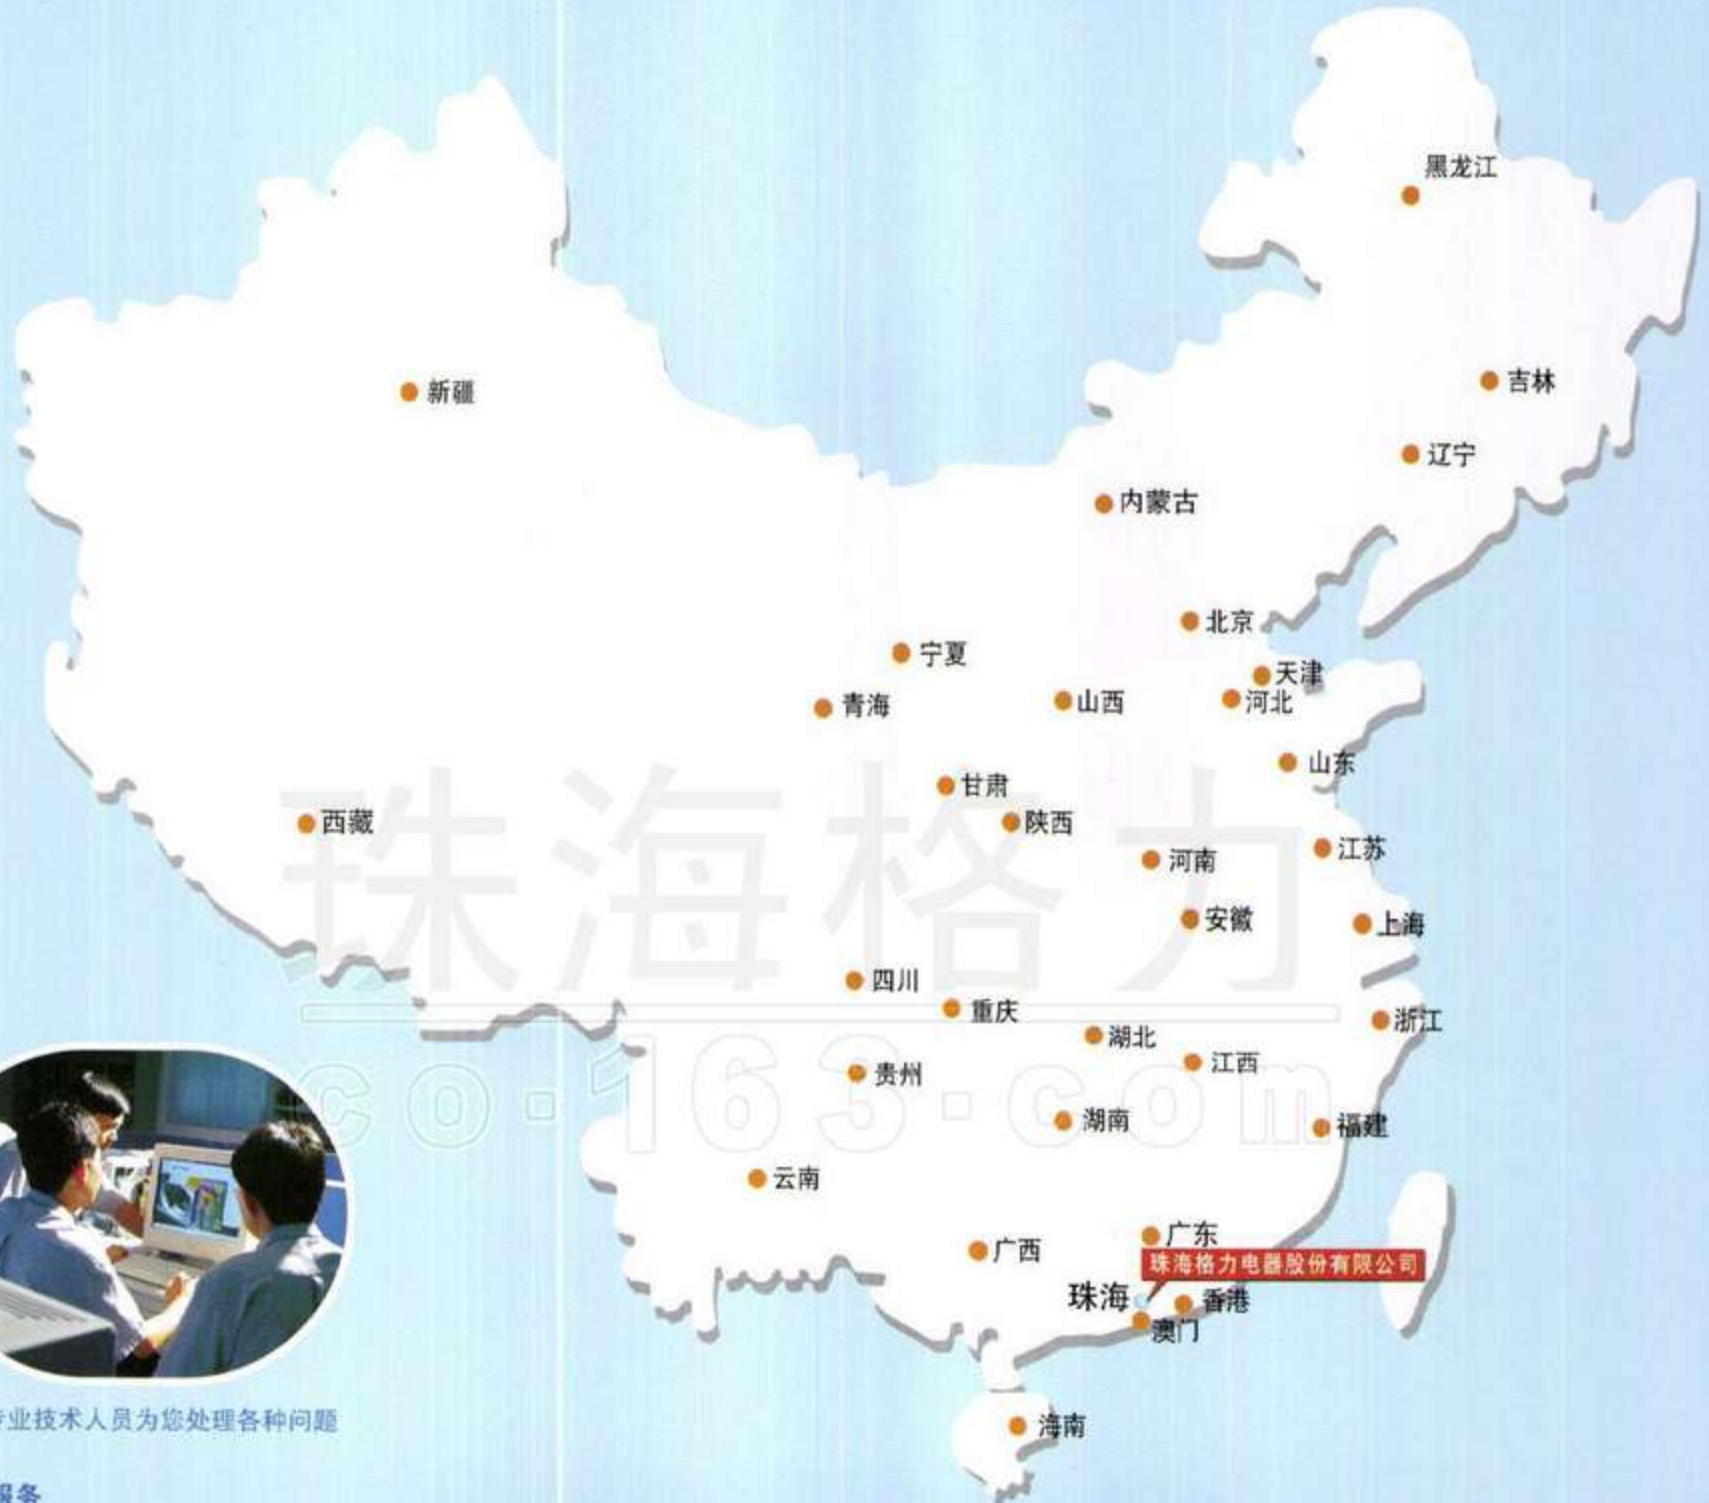 黑龙江
吉林
新疆
辽宁
内蒙古
北京
宁夏
天津
河北
山西
青海
山东
甘肃
西藏
陕西
江苏
河南
安徽
上海
四川
重庆
浙江
湖北
江西
贵州
湖南
福建
云南
广东
广西
珠海格力电器股份有限公司
珠海
香港
澳门
海南
珠海格力
co·163·com
业技术人员为您处理各种问题
服务